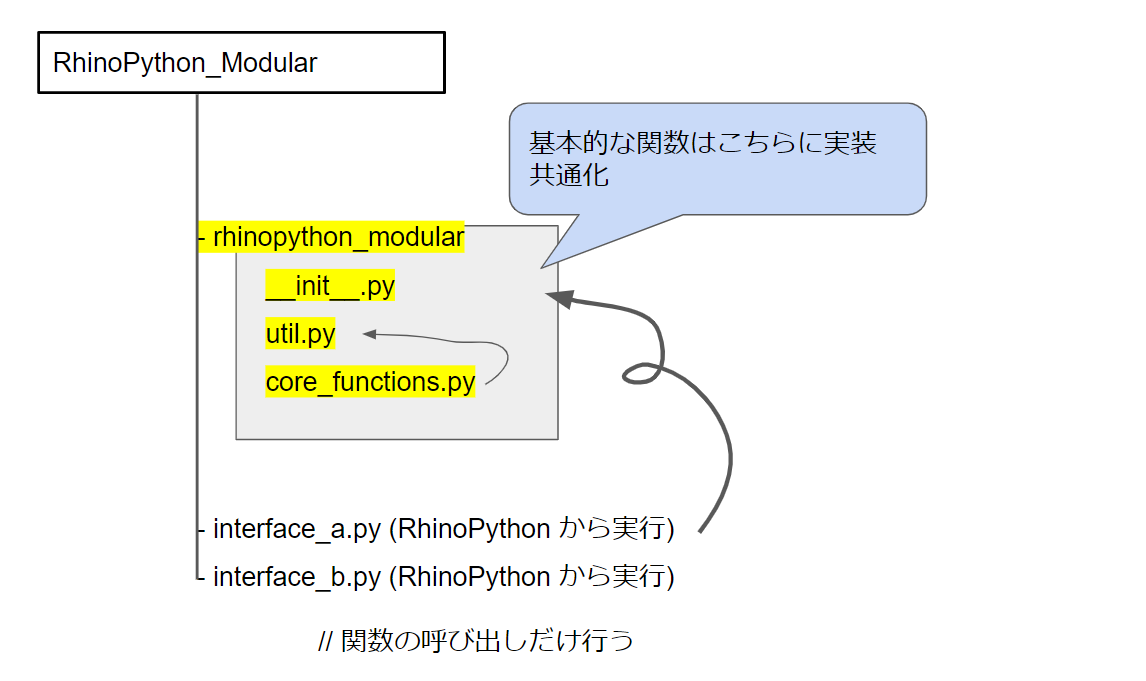 RhinoPython_Modular
基本的な関数はこちらに実装
共通化
- rhinopython_modular
__init__.py
util.py
core_functions.py
- interface_a.py (RhinoPython から実行)
- interface_b.py (RhinoPython から実行)
// 関数の呼び出しだけ行う